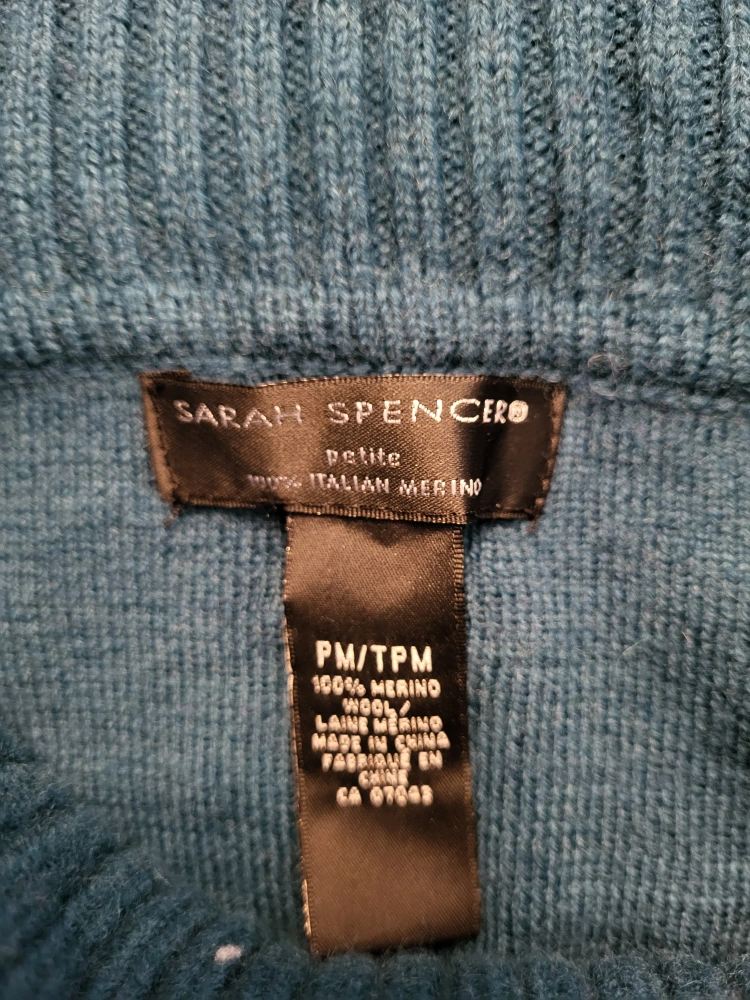 SARAH SPENCER®
petite
100% ITALIAN MERINO
PM/TPM
100% MERINO
WOOL/
LAINE MERINO
MADE IN CHINA
FABRIQUE EN
CHINE
CA